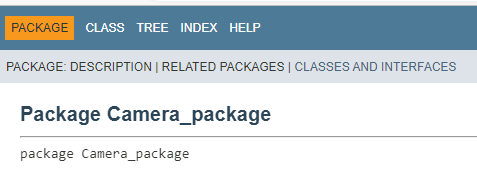 PACKAGE CLASS TREE INDEX HELP
PACKAGE: DESCRIPTION | RELATED PACKAGES | CLASSES AND INTERFACES
Package Camera_package
package Camera_package